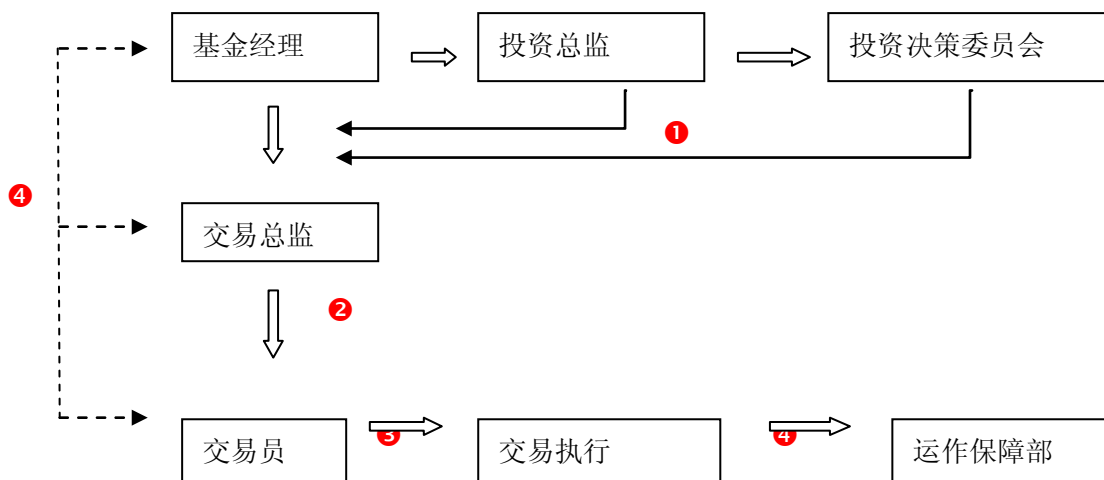 基金经理
投资总监
投资决策委员会
❶
❹
交易总监
❷
交易员
❸
交易执行
❹
运作保障部